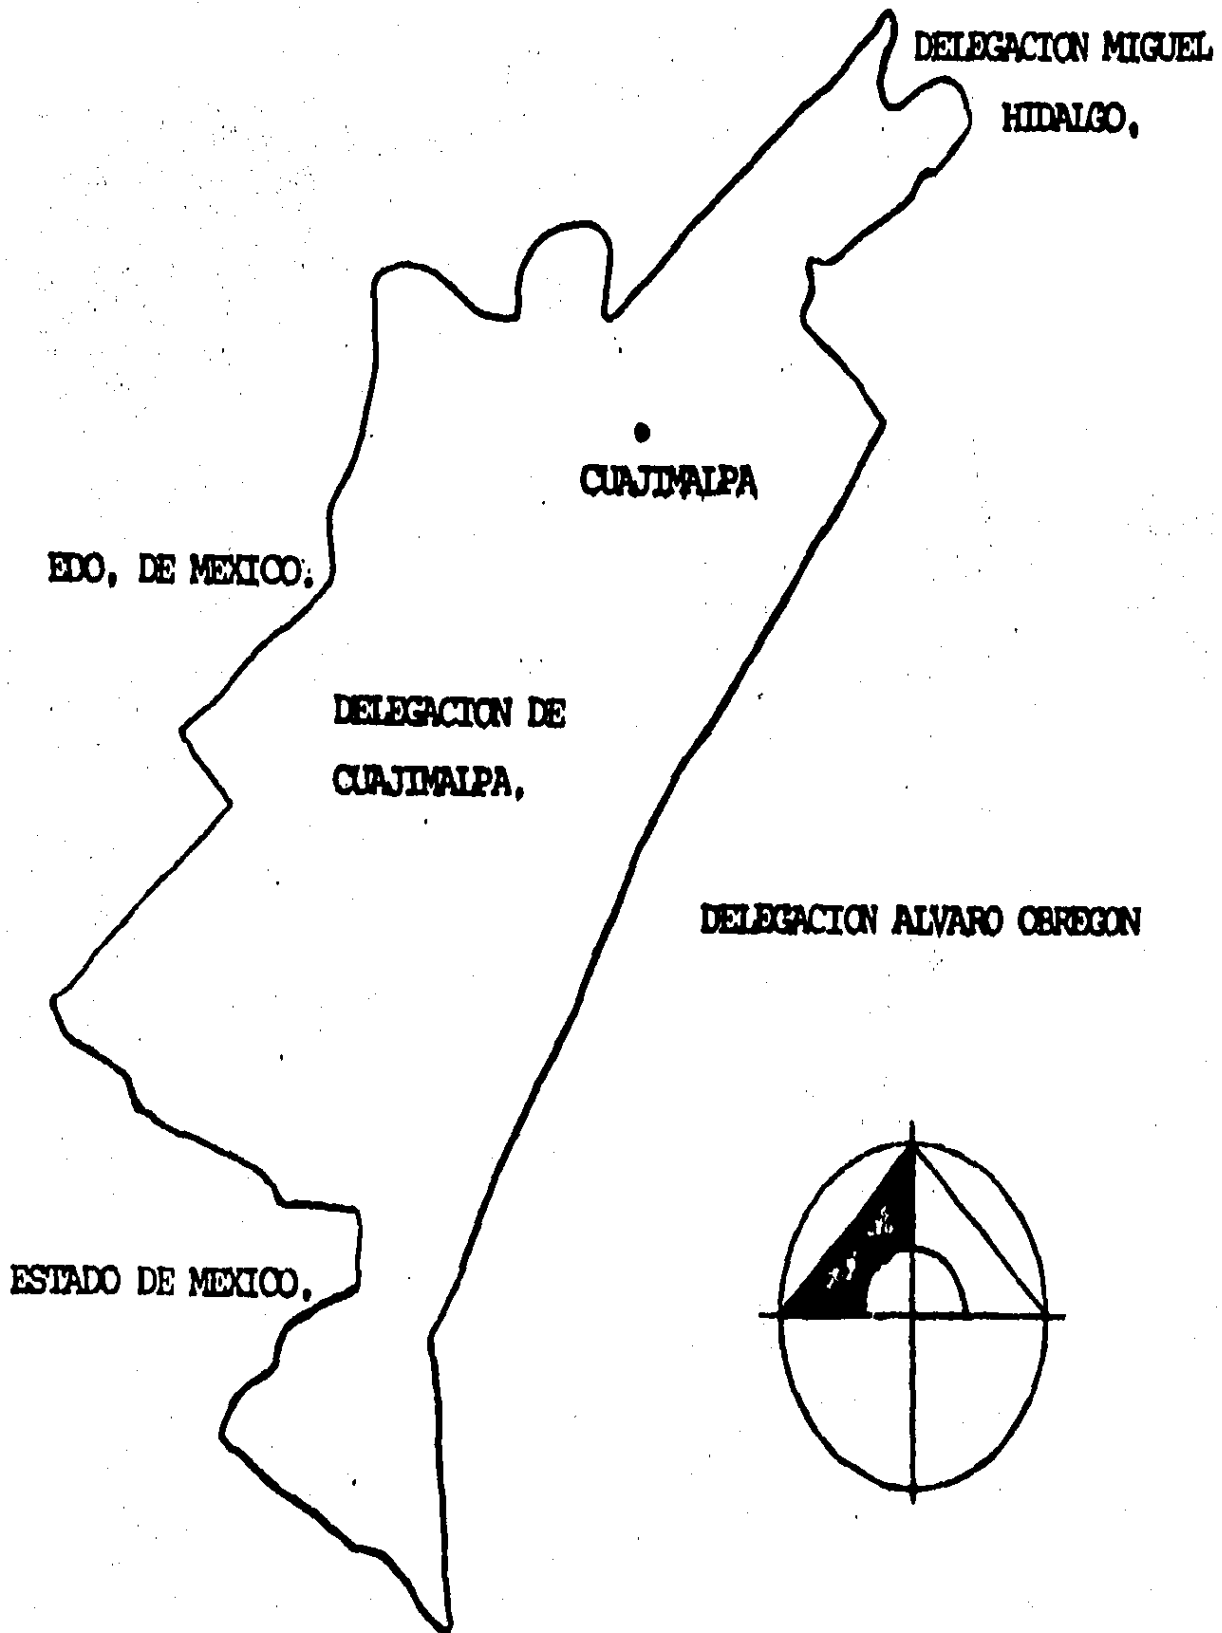 DELEGACION MIGUEL
HIDALGO.
CUAJIMALPA
EDO. DE MEXICO.
DELEGACION DE
CUAJIMALPA.
DELEGACION ALVARO OBREGON
ESTADO DE MEXICO.